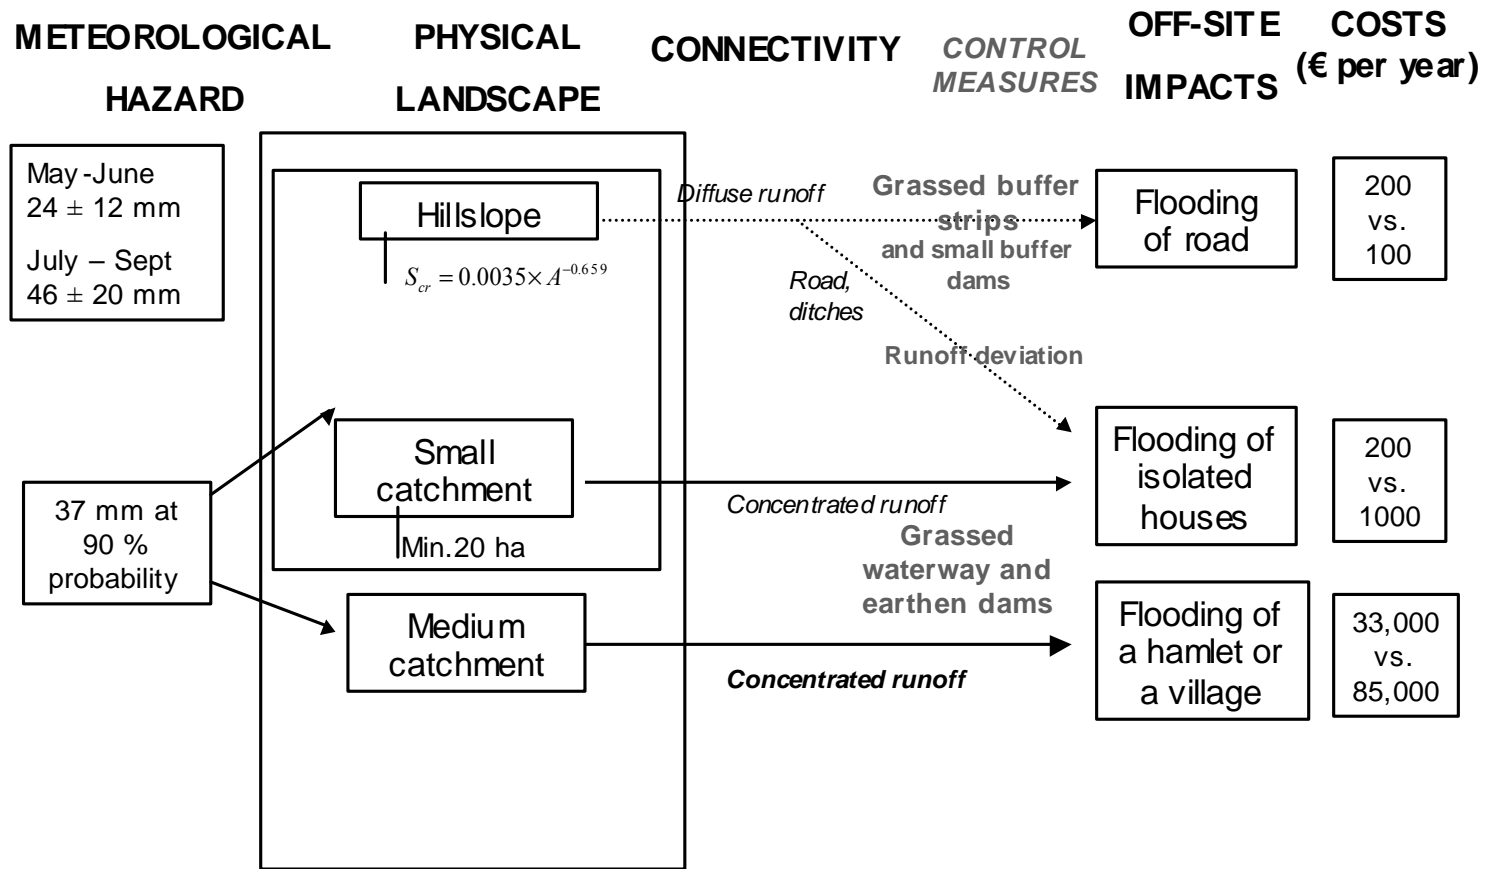 METEOROLOGICAL
HAZARD
PHYSICAL
LANDSCAPE
CONNECTIVITY
CONTROL
MEASURES
OFF-SITE
IMPACTS
COSTS
(€ per year)
May-June
24 ± 12 mm
July – Sept
46 ± 20 mm
Hillslope
S_{cr} = 0.0035 × A^{-0.659}
Diffuse runoff
Grassed buffer
strips
and small buffer
dams
Road,
ditches
Runoff deviation
Flooding
of road
200
vs.
100
37 mm at
90 %
probability
Small
catchment
Min.20 ha
Concentrated runoff
Grassed
waterway and
earthen dams
Flooding of
isolated
houses
200
vs.
1000
Medium
catchment
Concentrated runoff
Flooding of
a hamlet or
a village
33,000
vs.
85,000